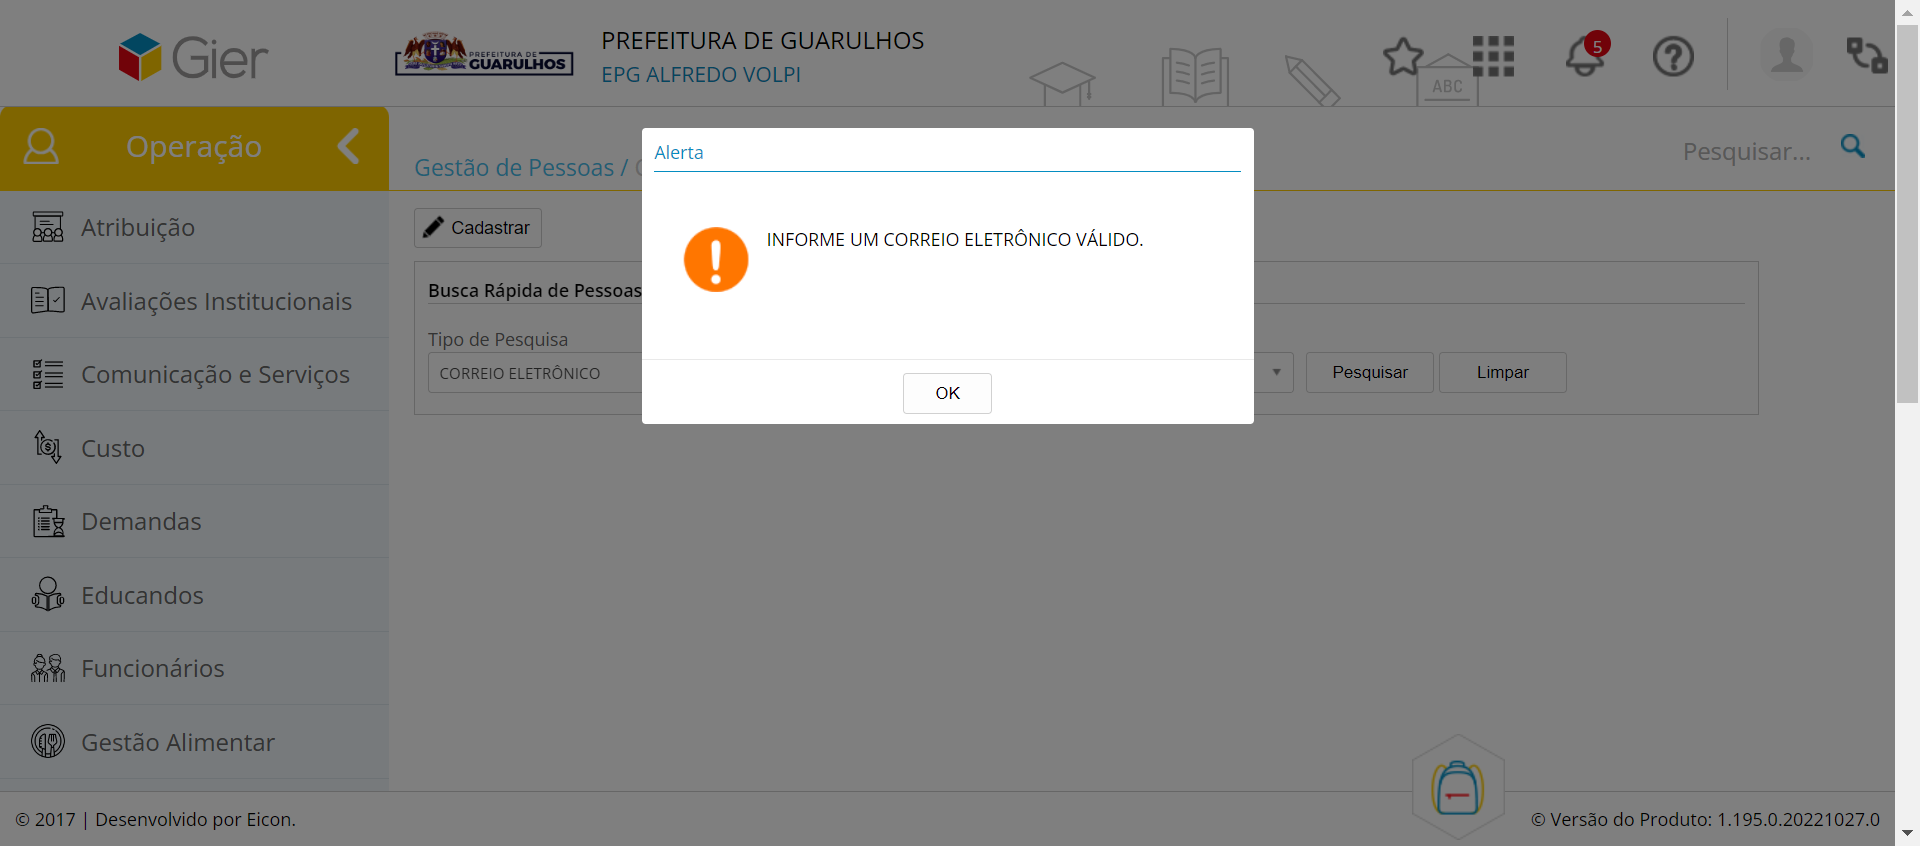 Gier
PREFEITURA DE
GUARULHOS
PREFEITURA DE GUARULHOS
EPG ALFREDO VOLPI
ABC
5
Operação
Gestão de Pessoas /
Pesquisar...
Alerta
INFORME UM CORREIO ELETRÔNICO VÁLIDO.
OK
Cadastrar
Busca Rápida de Pessoas
Tipo de Pesquisa
CORREIO ELETRÔNICO
Pesquisar
Limpar
Atribuição
Avaliações Institucionais
Comunicação e Serviços
Custo
Demandas
Educandos
Funcionários
Gestão Alimentar
© 2017 | Desenvolvido por Eicon.
© Versão do Produto: 1.195.0.20221027.0